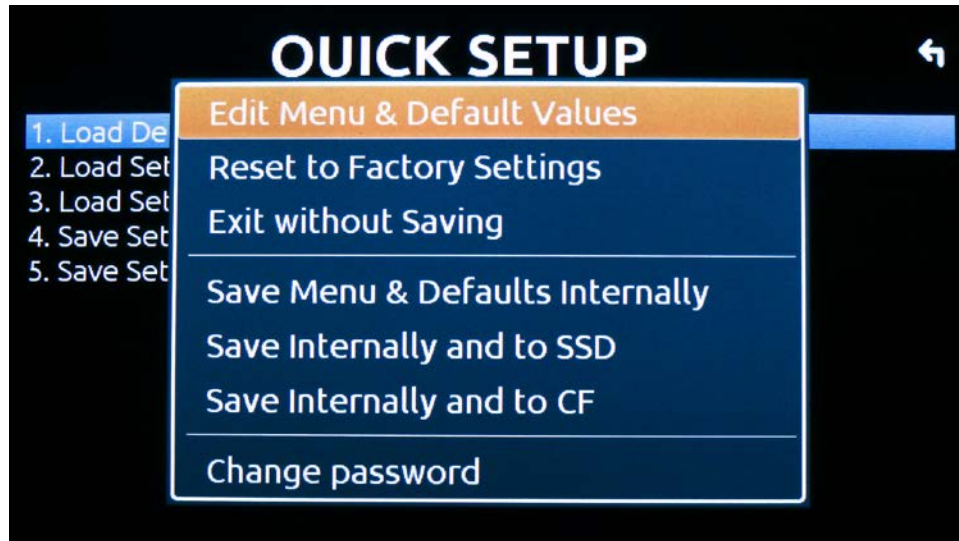 QUICK SETUP
1. Load De
2. Load Set
3. Load Set
4. Save Set
5. Save Set
Edit Menu & Default Values
Reset to Factory Settings
Exit without Saving
Save Menu & Defaults Internally
Save Internally and to SSD
Save Internally and to CF
Change password